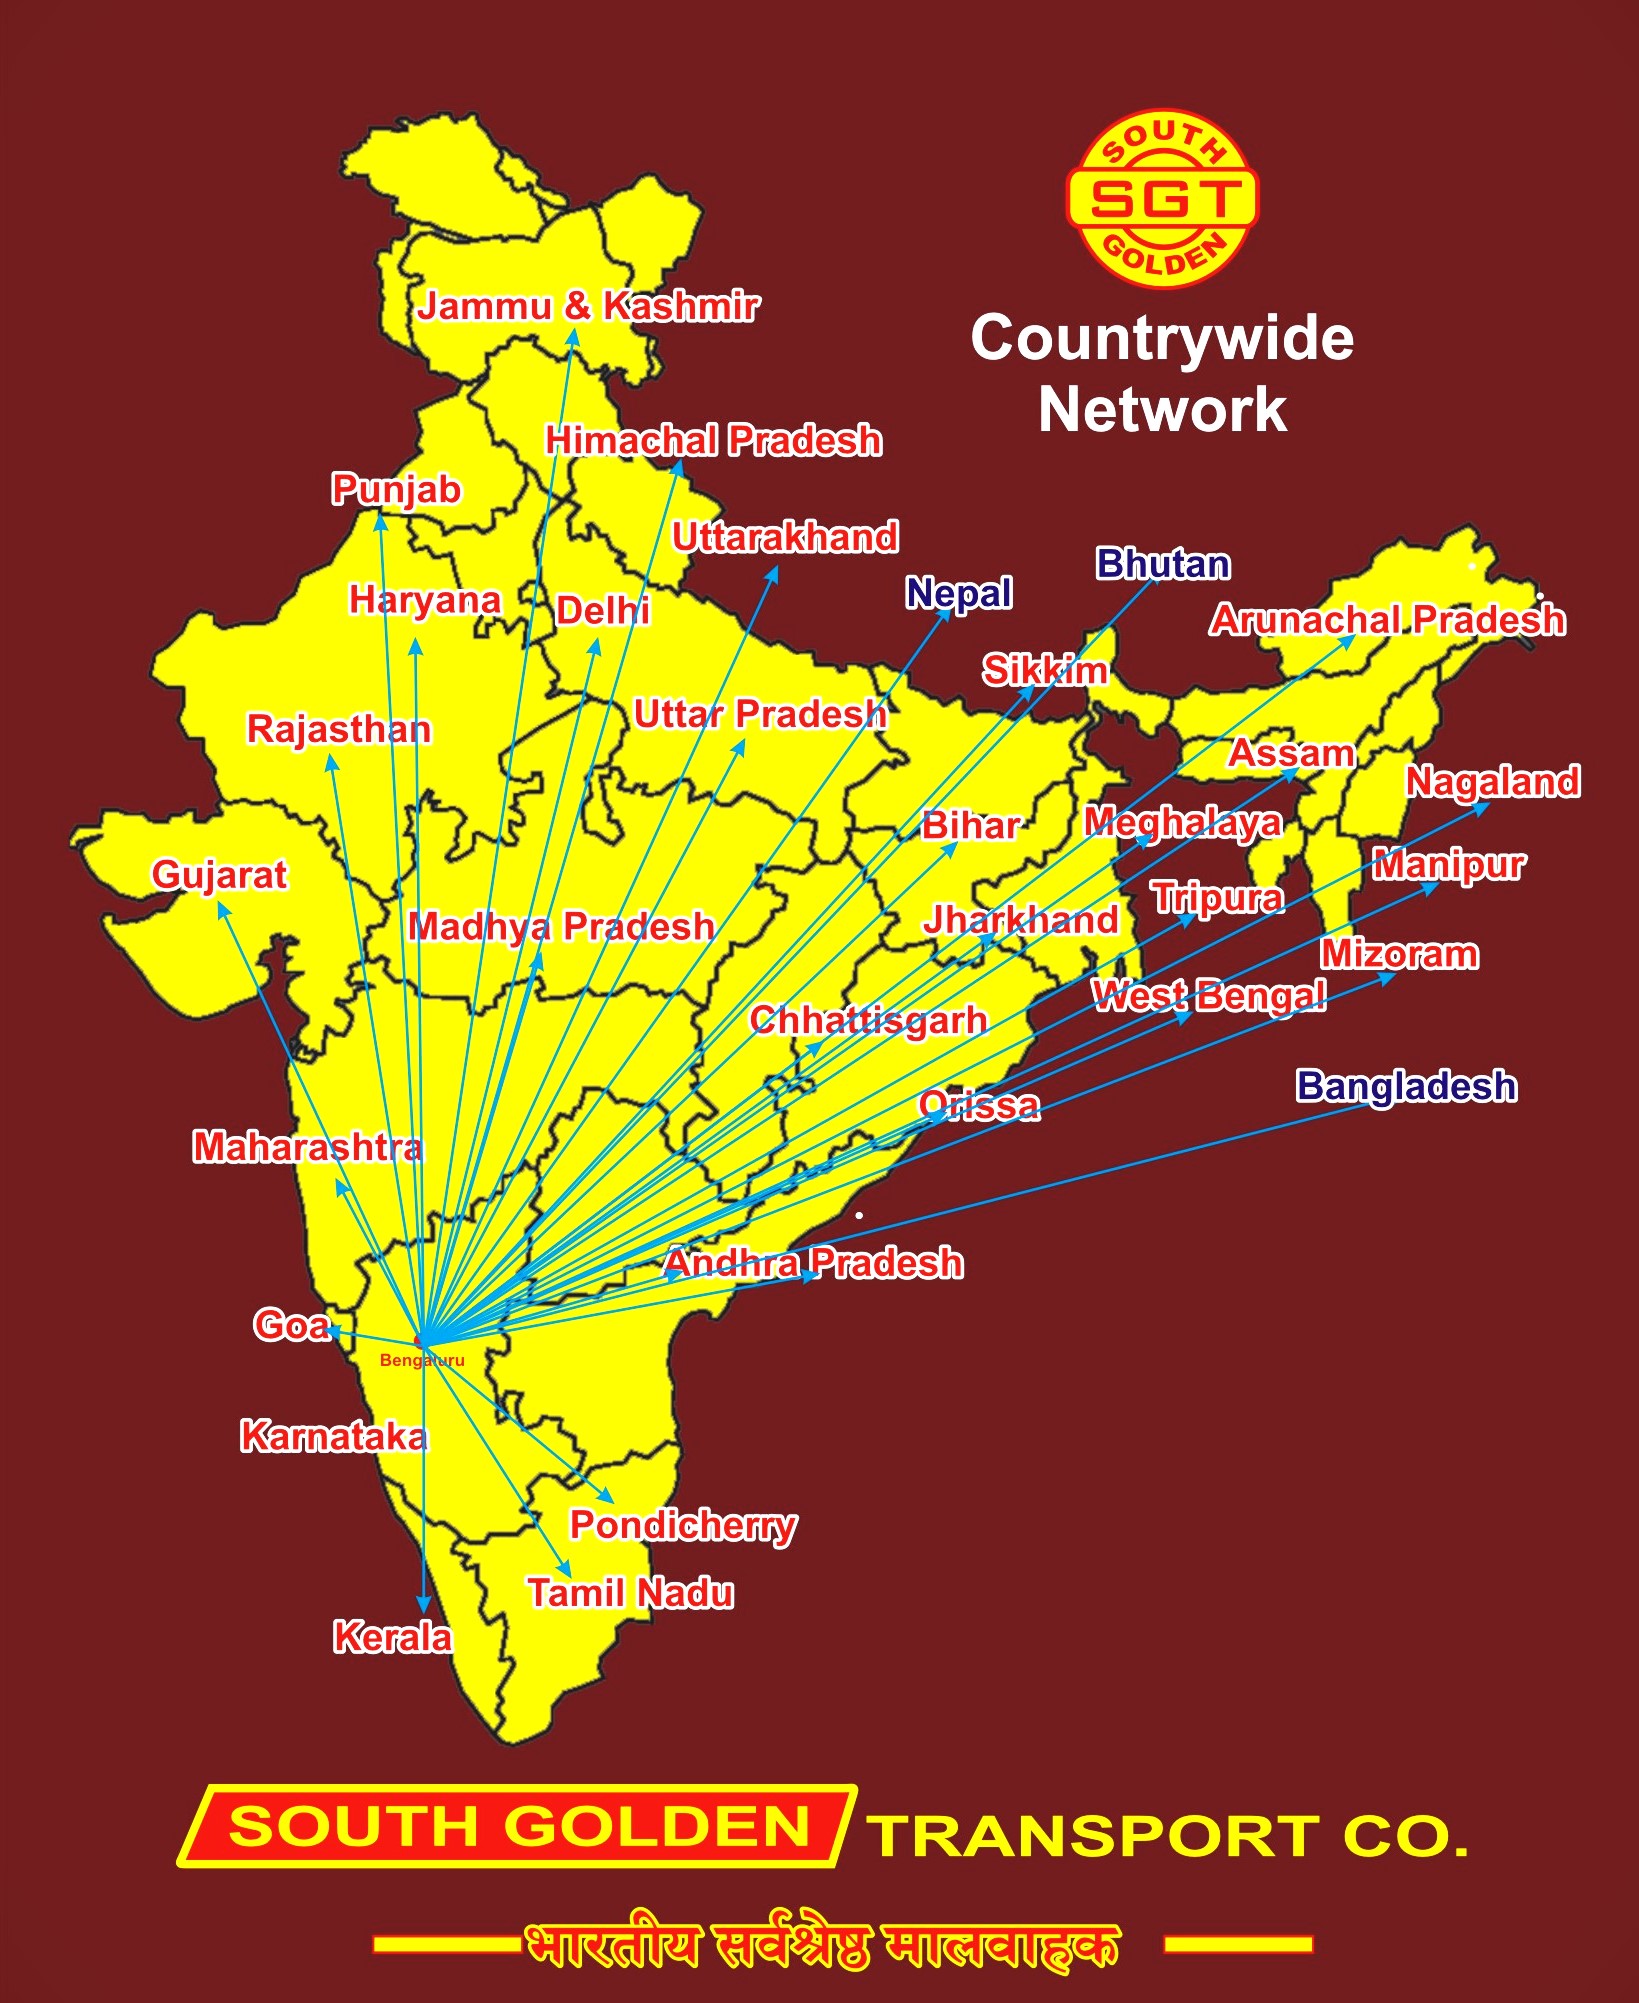 SOUTH
SGT
GOLDEN
Countrywide
Network
Jammu & Kashmir
Himachal Pradesh
Punjab
Uttarakhand
Bhutan
Nepal
Haryana
Delhi
Arunachal Pradesh
Sikkim
Uttar Pradesh
Rajasthan
Assam
Nagaland
Bihar
Meghalaya
Manipur
Gujarat
Tripura
Jharkhand
Madhya Pradesh
Mizoram
West Bengal
Chhattisgarh
Bangladesh
Orissa
Maharashtra
Andhra Pradesh
Goa
Bengaluru
Karnataka
Pondicherry
Tamil Nadu
Kerala
SOUTH GOLDEN TRANSPORT CO.
भारतीय सर्वश्रेष्ठ मालवाहक